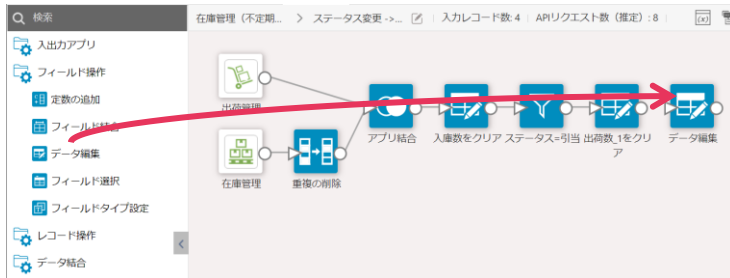 検索
在庫管理（不定期... > ステータス変更 ->... 入力レコード数: 4 APIリクエスト数（推定）: 8 (x)
入出力アプリ
フィールド操作
定数の追加
フィールド結合
データ編集
フィールド選択
フィールドタイプ設定
レコード操作
データ結合
出荷管理
アプリ結合 入庫数をクリア ステータス=引当 出荷数_1をクリ
ア
データ編集
在庫管理 重複の削除